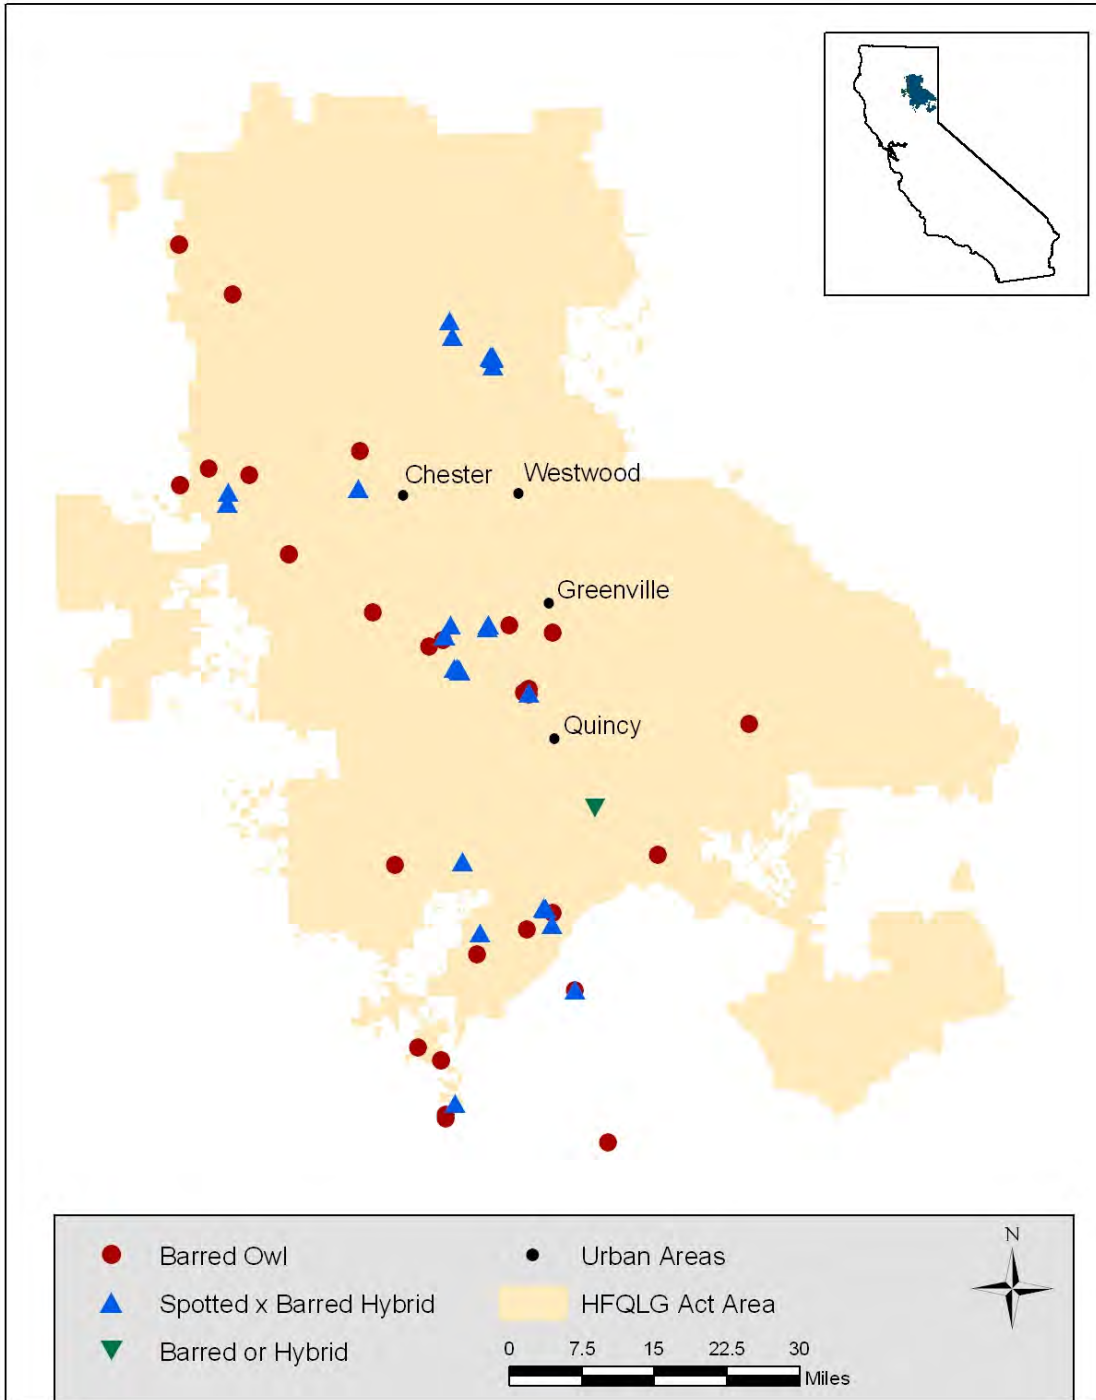 Chester
Westwood
Greenville
Quincy
Barred Owl
Spotted x Barred Hybrid
Barred or Hybrid
Urban Areas
HFQLG Act Area
0 7.5 15 22.5 30
Miles
N